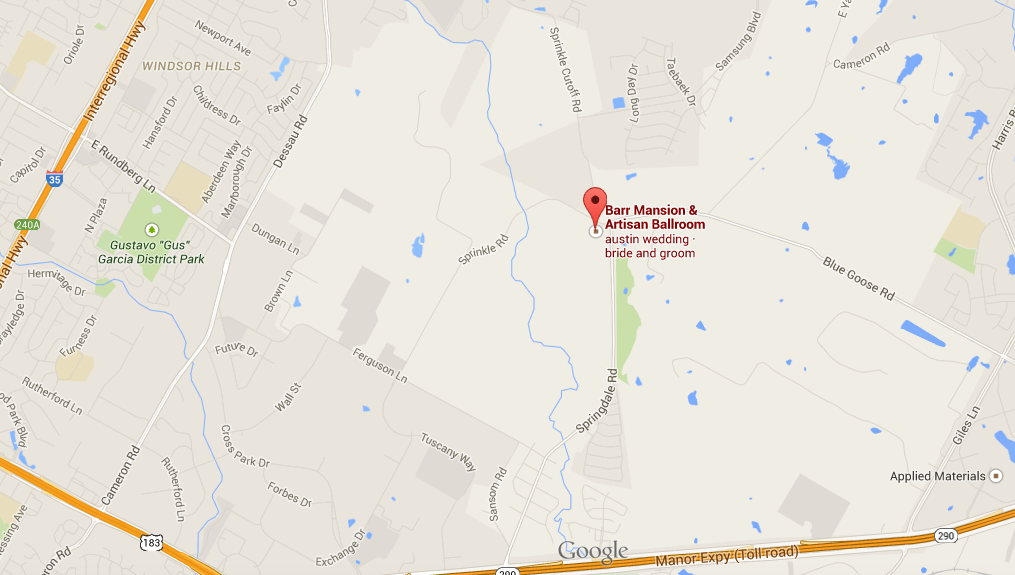 Interregional Hwy
Oriole Dr
Newport Ave
WINDSOR HILLS
Sprinkle Cutoff Rd
Samsung Blvd
Cameron Rd
Childress Dr
Faylin Dr
Hansford Dr
Long Day Dr
Taebaek Dr
Dessau Rd
Capitol Dr
E Rundberg Ln
Aberdeen Way
Marlborough Dr
35
N Plaza
240A
Gustavo "Gus"
Garcia District Park
Dungan Ln
Sprinkle Rd
Barr Mansion &
Artisan Ballroom
austin wedding ·
bride and groom
Blue Goose Rd
Hermitage Dr
Brown Ln
Furness Dr
Future Dr
Ferguson Ln
Wall St
Springdale Rd
Rutherford Ln
Giles Ln
Cross Park Dr
Tuscany Way
Cameron Rd
Rutherford Ln
Forbes Dr
Sansom Rd
Applied Materials
183
Exchange Dr
Google
Manor Expy (Toll road)
290
290